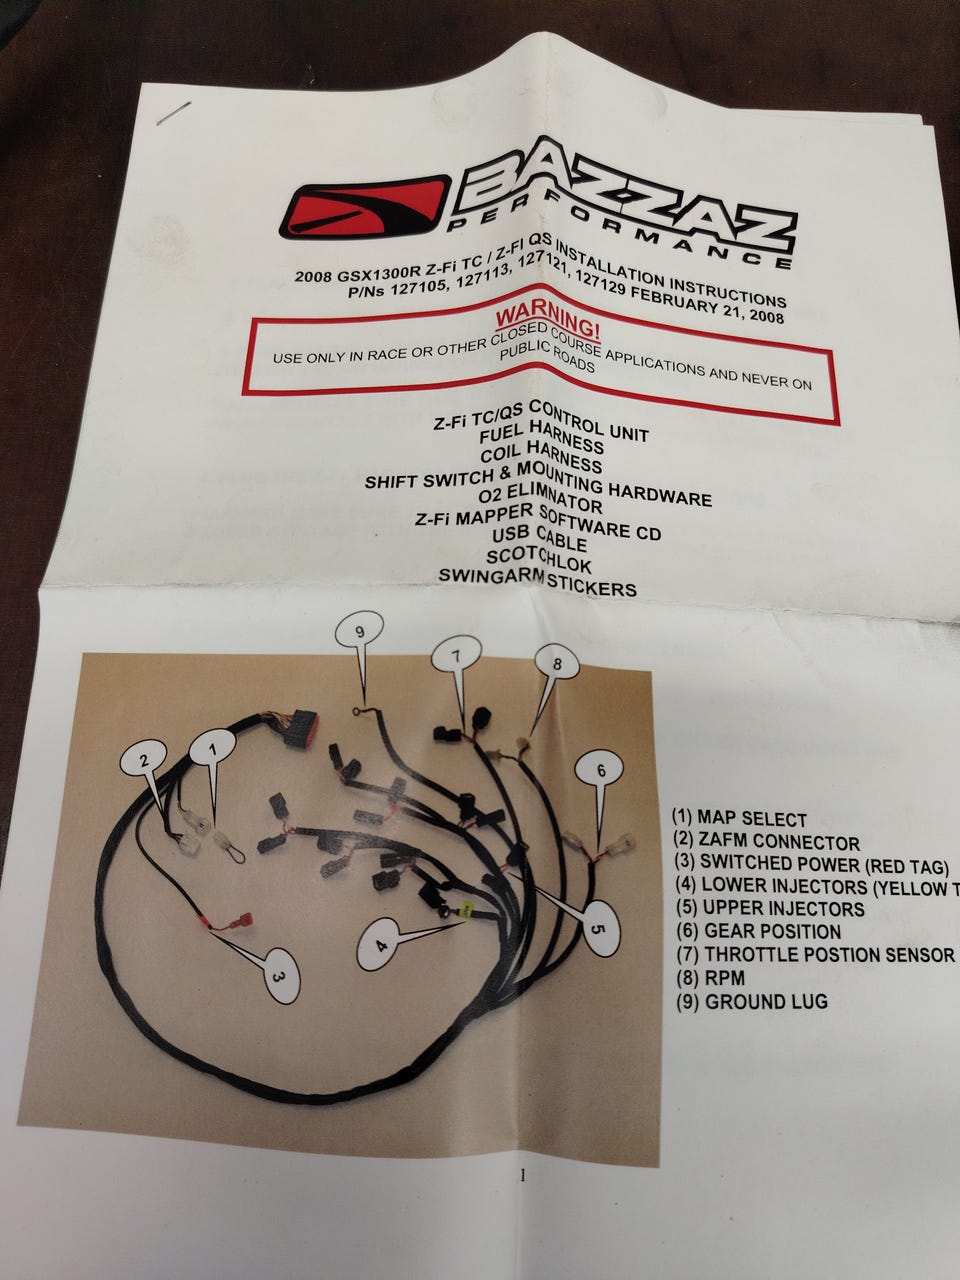 BAZZAZ
PERFORMANCE
2008 GSX1300R Z-Fi TC / Z-FI QS INSTALLATION INSTRUCTIONS
P/Ns 127105, 127113, 127121, 127129 FEBRUARY 21, 2008
WARNING!
USE ONLY IN RACE OR OTHER CLOSED COURSE APPLICATIONS AND NEVER ON
PUBLIC ROADS
Z-Fi TC/QS CONTROL UNIT
FUEL HARNESS
COIL HARNESS
SHIFT SWITCH & MOUNTING HARDWARE
O2 ELIMNATOR
Z-Fi MAPPER SOFTWARE CD
USB CABLE
SCOTCHLOK
SWINGARM STICKERS
9
7
8
2
1
6
4
5
3
(1) MAP SELECT
(2) ZAFM CONNECTOR
(3) SWITCHED POWER (RED TAG)
(4) LOWER INJECTORS (YELLOW T
(5) UPPER INJECTORS
(6) GEAR POSITION
(7) THROTTLE POSTION SENSOR
(8) RPM
(9) GROUND LUG
1